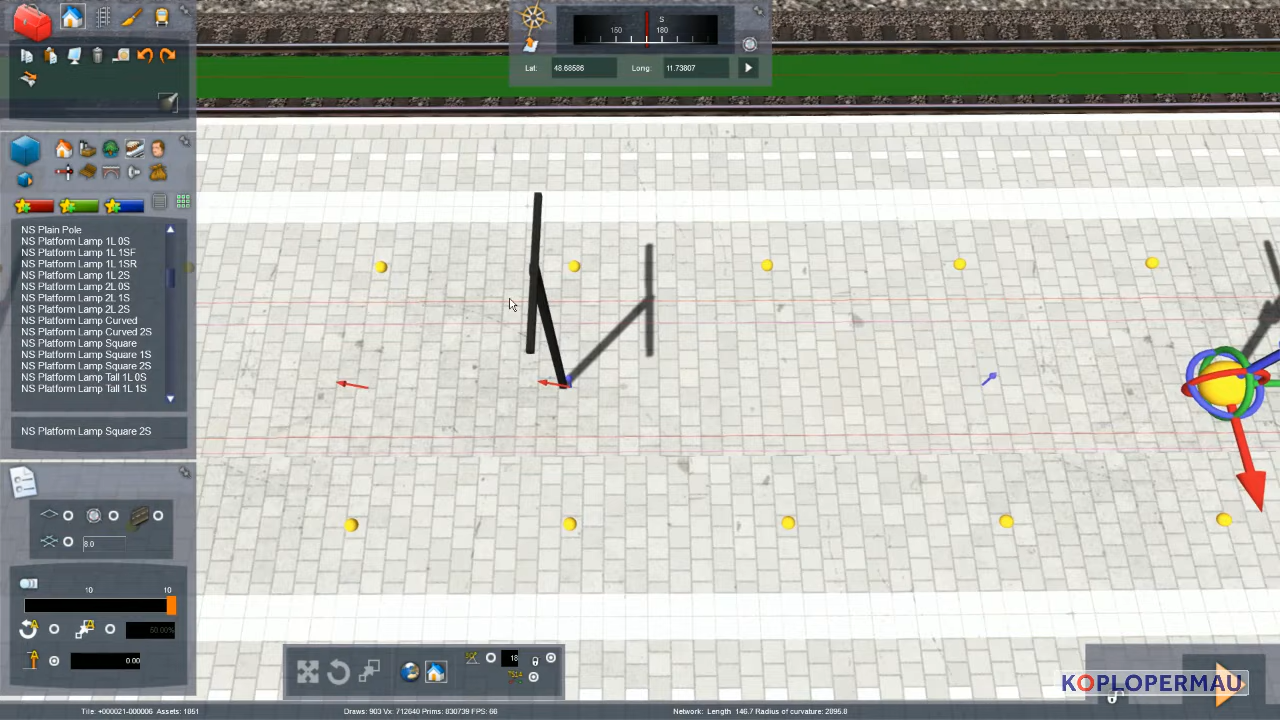 S
150
180
Lat:
48.68586
Long:
11.73807
NS Plain Pole
NS Platform Lamp 1L 0S
NS Platform Lamp 1L 1SF
NS Platform Lamp 1L 1SR
NS Platform Lamp 1L 2S
NS Platform Lamp 2L 0S
NS Platform Lamp 2L 1S
NS Platform Lamp 2L 2S
NS Platform Lamp Curved
NS Platform Lamp Curved 2S
NS Platform Lamp Square
NS Platform Lamp Square 1S
NS Platform Lamp Square 2S
NS Platform Lamp Tall 1L 0S
NS Platform Lamp Tall 1L 1S
NS Platform Lamp Square 2S
8.0
10
10
50.00%
0.00
18
KOPLOPERMAU
Tile: +000021-000006 Assets: 1851
Draws: 903 Vx: 712640 Prims: 830739 FPS: 66
Network: Length 146.7 Radius of curvature: 2895.8